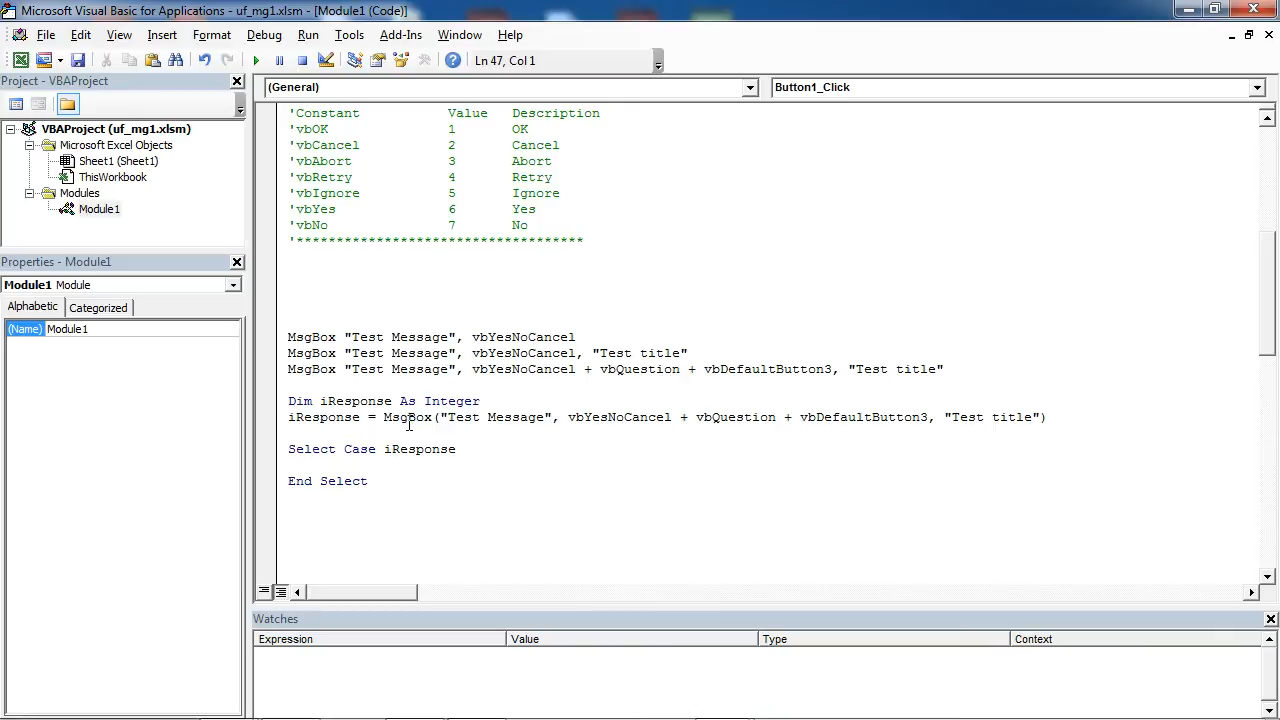 Microsoft Visual Basic for Applications - uf_mg1.xlsm - [Module1 (Code)]
File Edit View Insert Format Debug Run Tools Add-Ins Window Help
Ln 47, Col 1
Project - VBAProject
(General)
Button1_Click
VBAProject (uf_mg1.xlsm)
Microsoft Excel Objects
Sheet1 (Sheet1)
ThisWorkbook
Modules
Module1
Properties - Module1
Module1 Module
Alphabetic Categorized
(Name) Module1
'Constant Value Description
'vbOK 1 OK
'vbCancel 2 Cancel
'vbAbort 3 Abort
'vbRetry 4 Retry
'vbIgnore 5 Ignore
'vbYes 6 Yes
'vbNo 7 No
'************************************
MsgBox "Test Message", vbYesNoCancel
MsgBox "Test Message", vbYesNoCancel, "Test title"
MsgBox "Test Message", vbYesNoCancel + vbQuestion + vbDefaultButton3, "Test title"
Dim iResponse As Integer
iResponse = MsgBox("Test Message", vbYesNoCancel + vbQuestion + vbDefaultButton3, "Test title")
Select Case iResponse
End Select
Watches
Expression Value Type Context